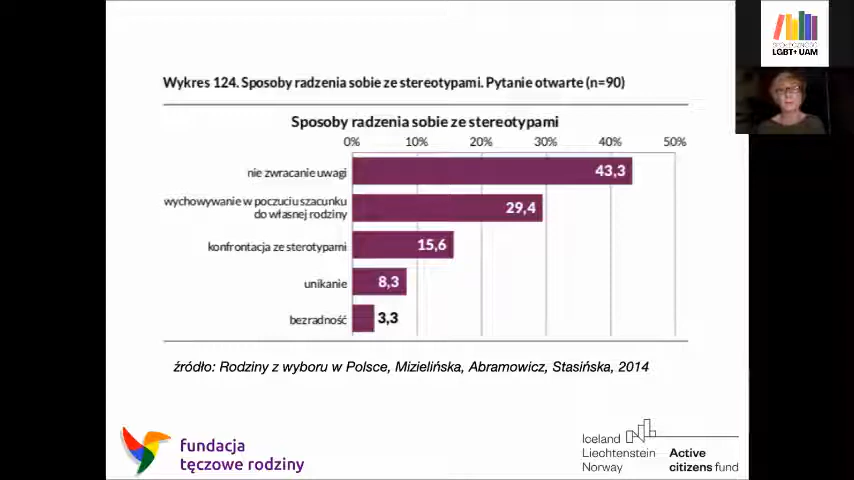 SPOŁECZNOŚĆ
LGBT+ UAM
Wykres 124. Sposoby radzenia sobie ze stereotypami. Pytanie otwarte (n=90)
Sposoby radzenia sobie ze stereotypami
0% 10% 20% 30% 40% 50%
nie zwracanie uwagi 43,3
wychowywanie w poczuciu szacunku
do własnej rodziny 29,4
konfrontacja ze sterotypami 15,6
unikanie 8,3
bezradność 3,3
źródło: Rodziny z wyboru w Polsce, Mizielińska, Abramowicz, Stasińska, 2014
fundacja
tęczowe rodziny
Iceland
Liechtenstein Active
Norway citizens fund